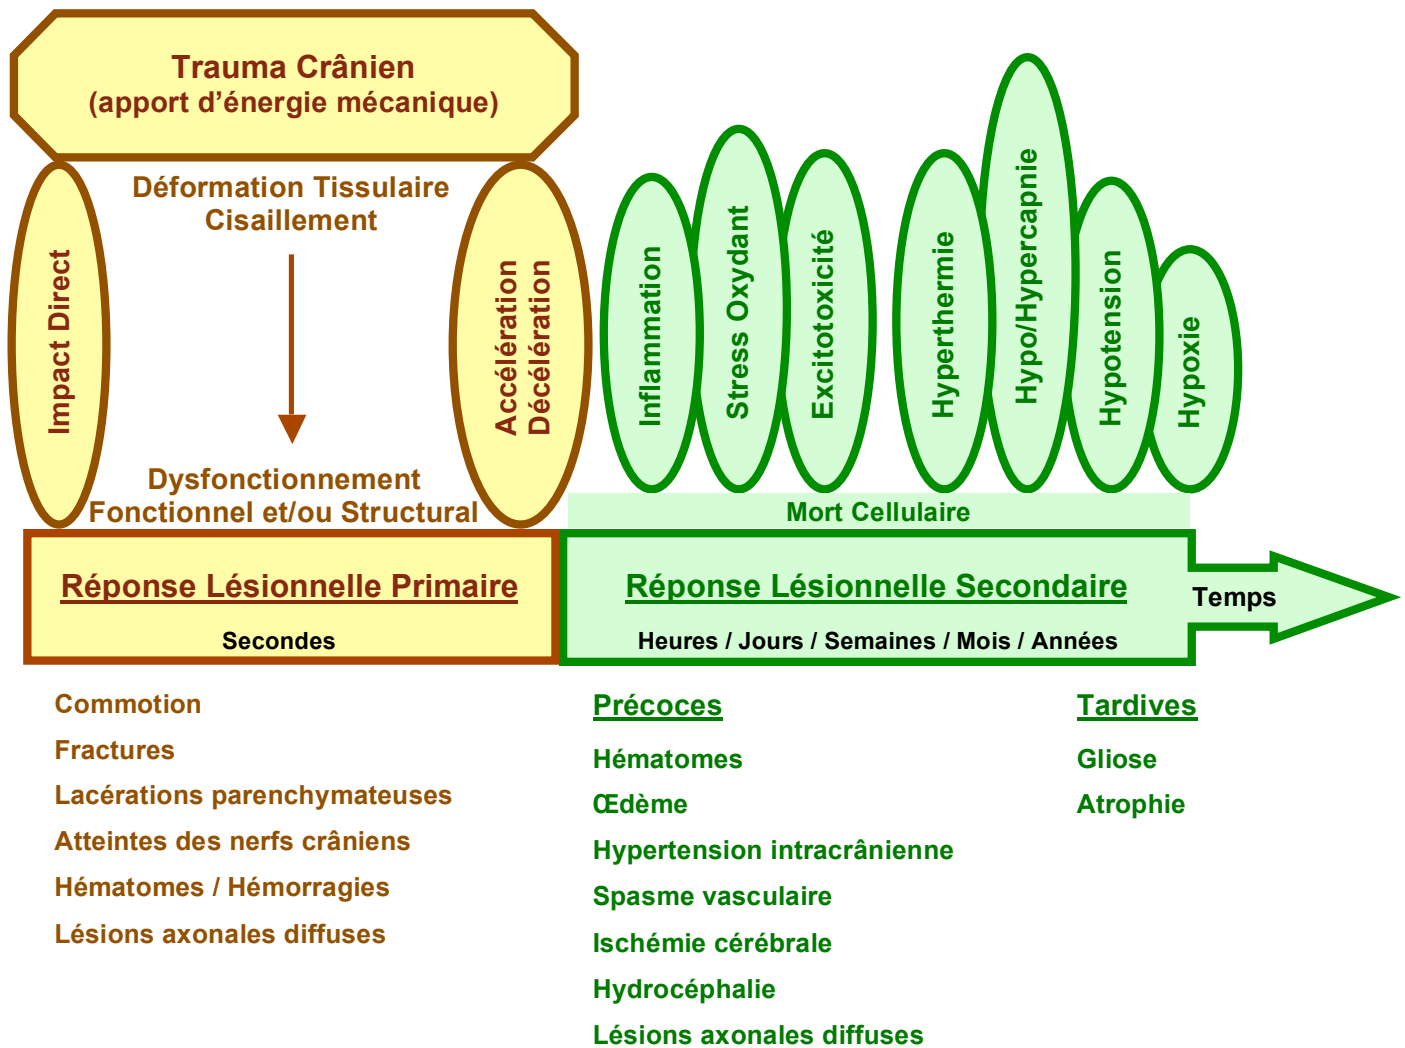 Trauma Crânien
(apport d’énergie mécanique)
Déformation Tissulaire
Cisaillement
Impact Direct
Accélération
Décélération
Dysfonctionnement
Fonctionnel et/ou Structural
Inflammation
Stress Oxydant
Excitotoxicité
Hyperthermie
Hypo/Hypercapnie
Hypotension
Hypoxie
Mort Cellulaire
Réponse Lésionnelle Primaire
Secondes
Réponse Lésionnelle Secondaire
Heures / Jours / Semaines / Mois / Années
Temps
Commotion
Fractures
Lacérations parenchymateuses
Atteintes des nerfs crâniens
Hématomes / Hémorragies
Lésions axonales diffuses
Précoces
Hématomes
Œdème
Hypertension intracrânienne
Spasme vasculaire
Ischémie cérébrale
Hydrocéphalie
Lésions axonales diffuses
Tardives
Gliose
Atrophie